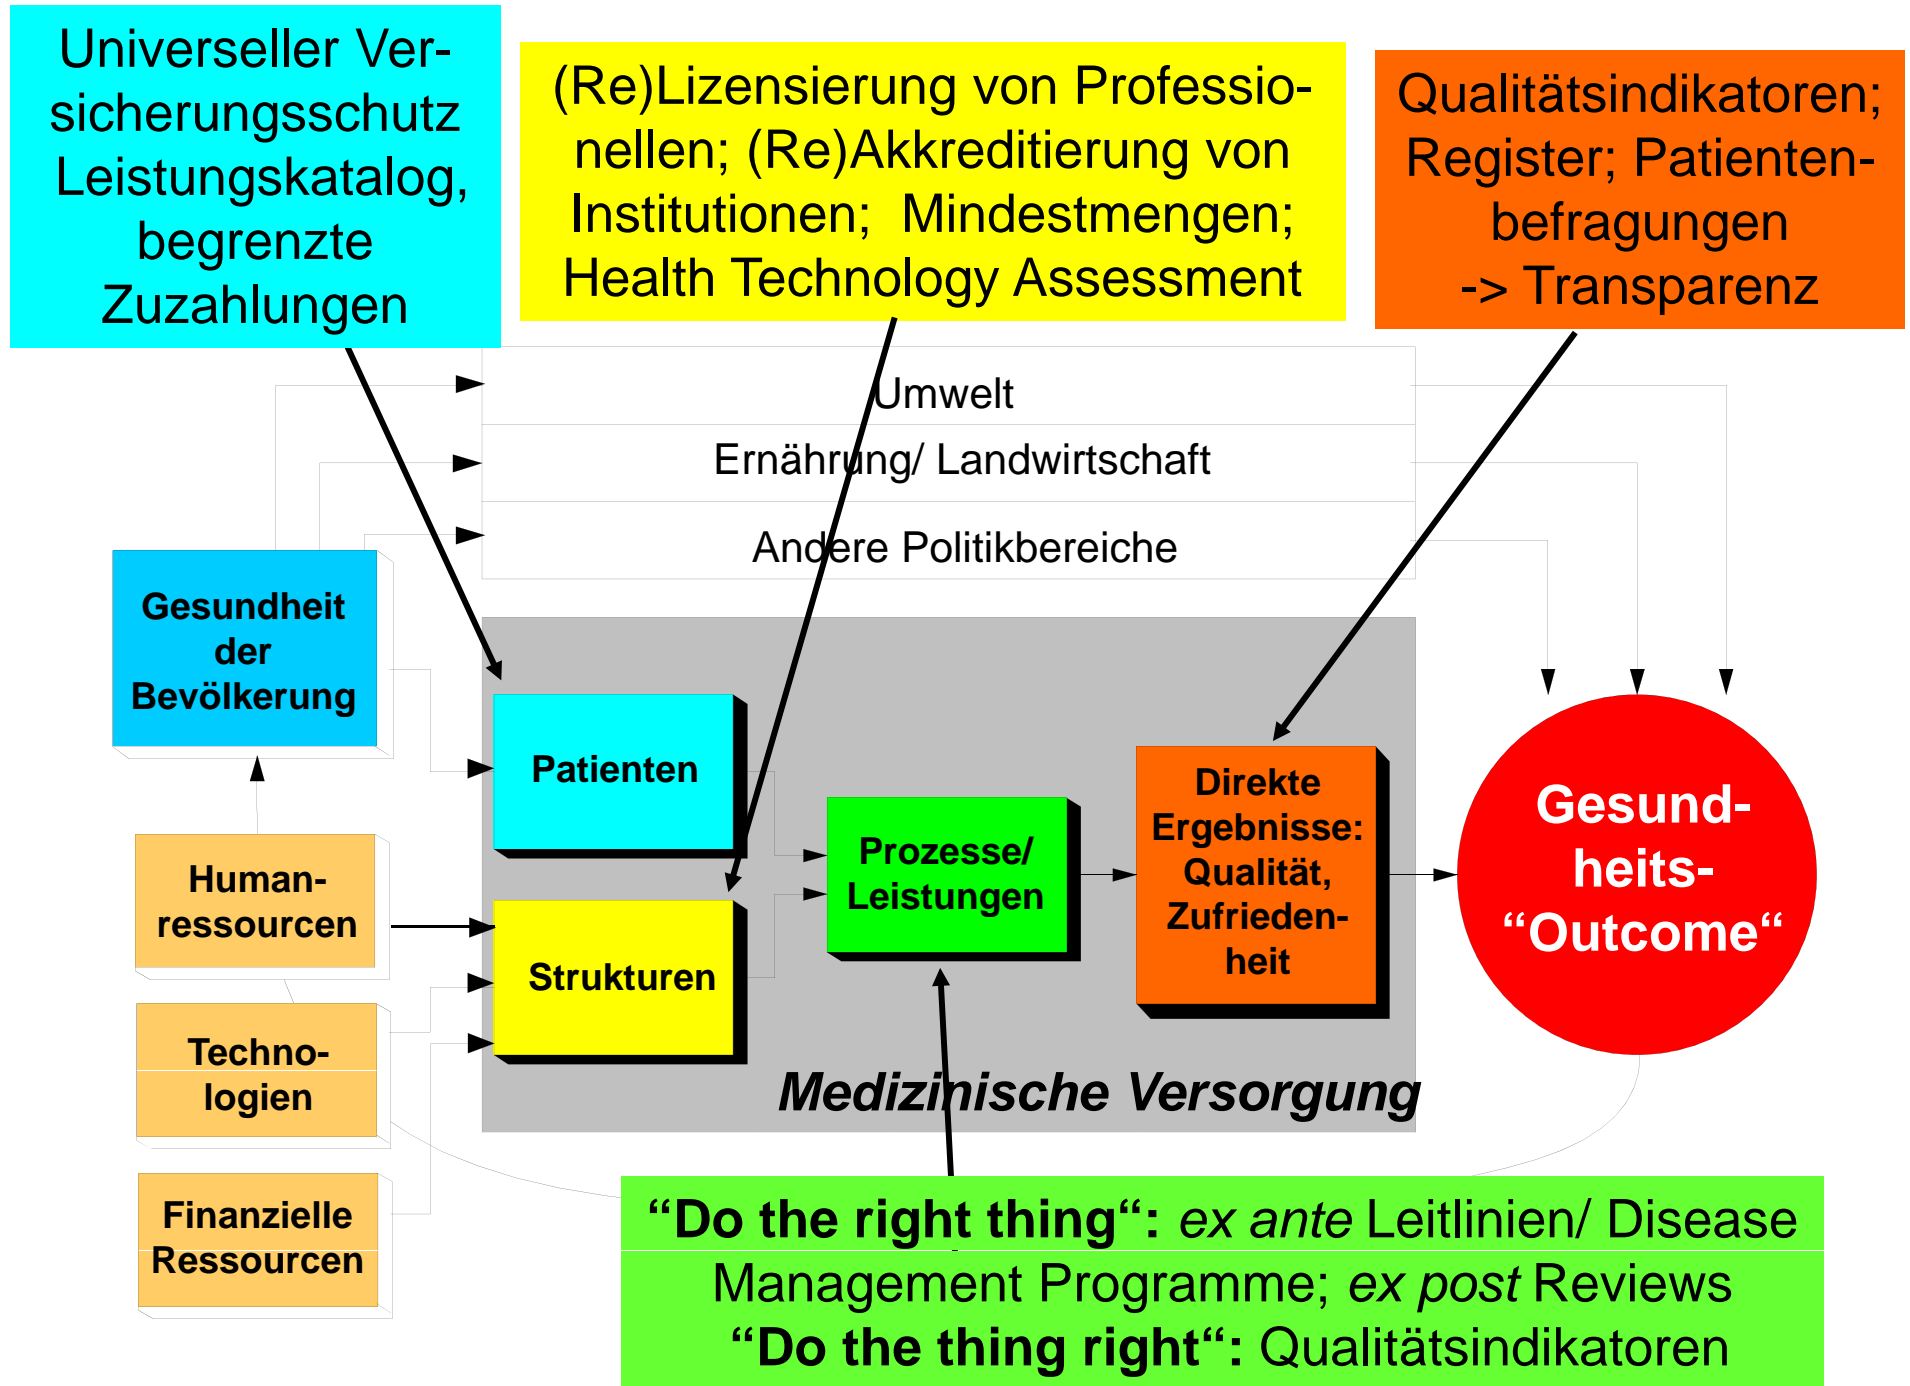 Universeller Ver-
sicherungsschutz
Leistungskatalog,
begrenzte
Zuzahlungen
(Re)Lizensierung von Professio-
nellen; (Re)Akkreditierung von
Institutionen; Mindestmengen;
Health Technology Assessment
Qualitätsindikatoren;
Register; Patienten-
befragungen
-> Transparenz
Umwelt
Ernährung/ Landwirtschaft
Andere Politikbereiche
Gesundheit
der
Bevölkerung
Human-
ressourcen
Techno-
logien
Finanzielle
Ressourcen
Patienten
Strukturen
Prozesse/
Leistungen
Direkte
Ergebnisse:
Qualität,
Zufrieden-
heit
Gesund-
heits-
“Outcome“
Medizinische Versorgung
“Do the right thing“: ex ante Leitlinien/ Disease
Management Programme; ex post Reviews
“Do the thing right“: Qualitätsindikatoren